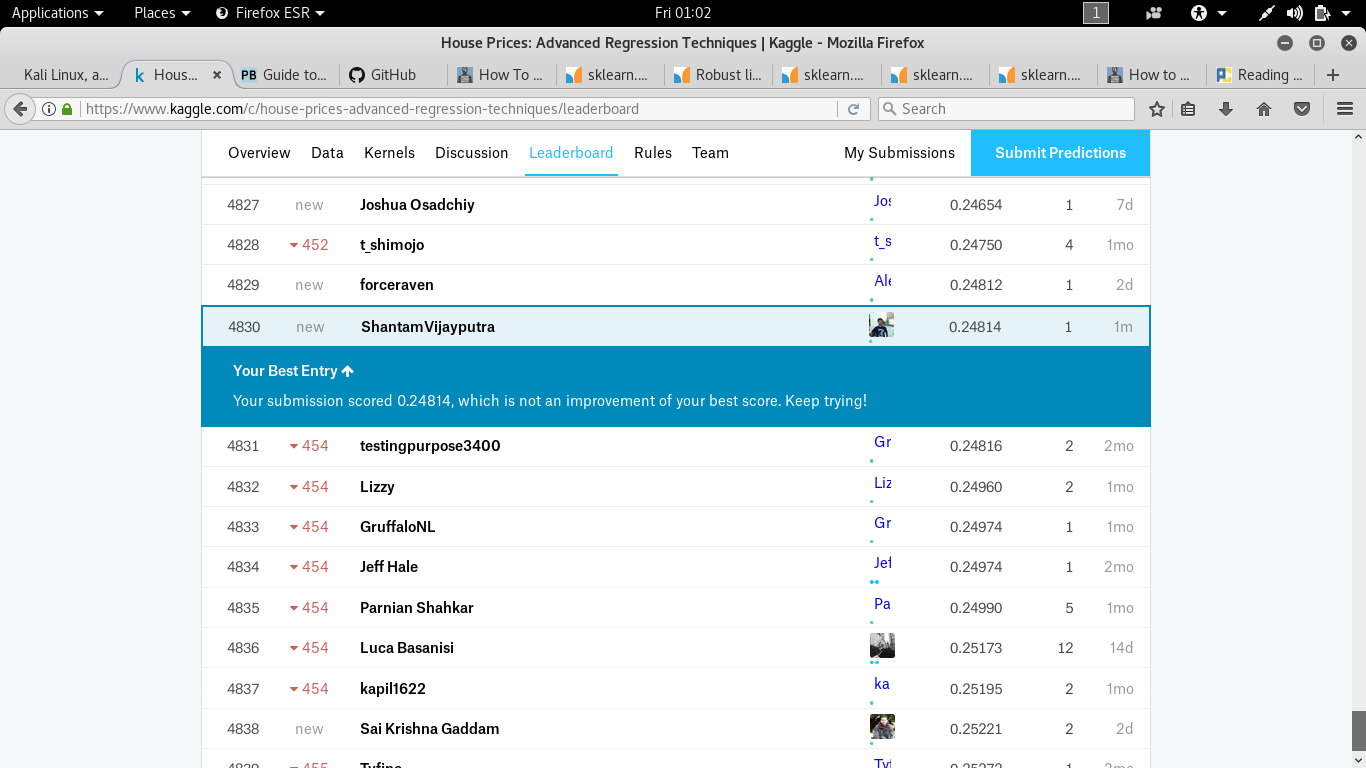 Applications Places Firefox ESR Fri 01:02 1
House Prices: Advanced Regression Techniques | Kaggle - Mozilla Firefox
Kali Linux, a... Hous... Guide to... GitHub How To ... sklearn.... Robust li... sklearn.... sklearn.... sklearn.... How to ... Reading ...
https://www.kaggle.com/c/house-prices-advanced-regression-techniques/leaderboard Search
Overview Data Kernels Discussion Leaderboard Rules Team My Submissions Submit Predictions
4827 new Joshua Osadchiy Jos 0.24654 1 7d
4828 452 t_shimojo t_s 0.24750 4 1mo
4829 new forceraven Ale 0.24812 1 2d
4830 new ShantamVijayputra 0.24814 1 1m
Your Best Entry
Your submission scored 0.24814, which is not an improvement of your best score. Keep trying!
4831 454 testingpurpose3400 Gr 0.24816 2 2mo
4832 454 Lizzy Liz 0.24960 2 1mo
4833 454 GruffaloNL Gr 0.24974 1 1mo
4834 454 Jeff Hale Jef 0.24974 1 2mo
4835 454 Parnian Shahkar Pa 0.24990 5 1mo
4836 454 Luca Basanisi 0.25173 12 14d
4837 454 kapil1622 ka 0.25195 2 1mo
4838 new Sai Krishna Gaddam 0.25221 2 2d